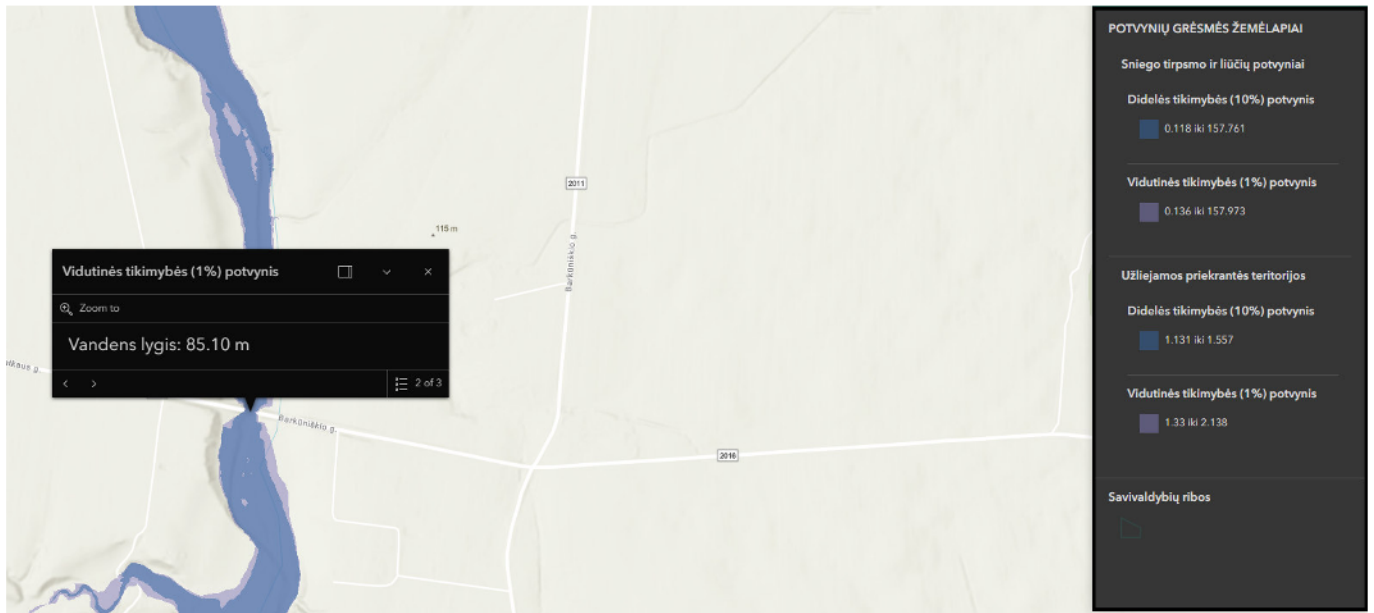 POTVYNIŲ GRĖSMĖS ŽEMĖLAPIAI
Sniego tirpsmo ir liūčių potvyniai
Didelės tikimybės (10%) potvynis
0.118 iki 157.761
Vidutinės tikimybės (1%) potvynis
0.136 iki 157.973
Užliejamos priekrantės teritorijos
Didelės tikimybės (10%) potvynis
1.131 iki 1.557
Vidutinės tikimybės (1%) potvynis
1.33 iki 2.138
Savivaldybių ribos
2011
115 m
Barkūniškio g.
Vidutinės tikimybės (1%) potvynis
Zoom to
Vandens lygis: 85.10 m
2 of 3
Barkūniškio g.
2016